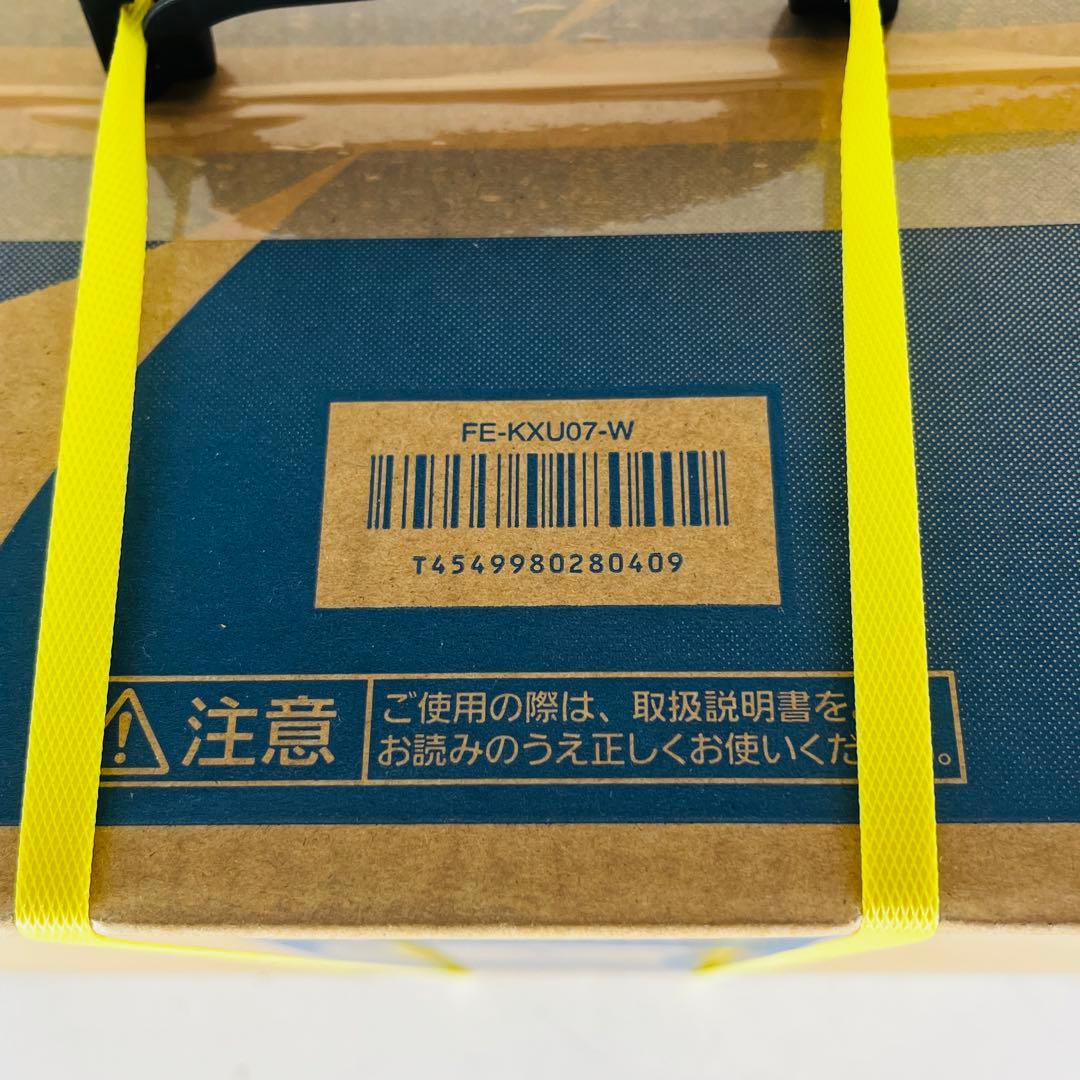 FE-KXU07-W
T4549980280409
注意
ご使用の際は、取扱説明書を
お読みのうえ正しくお使いくだ 。